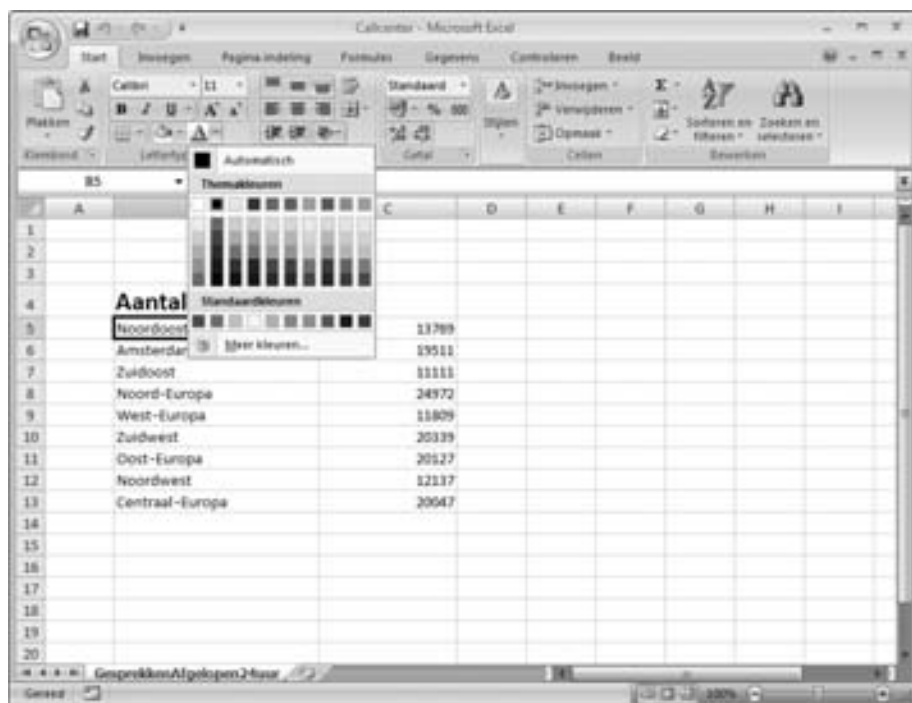 Callcenter - Microsoft Excel
Start Invoegen Pagina-indeling Formules Gegevens Controleren Beeld
Calibri 11 Standaard Invoegen Σ
B I U A A % 000 Verwijderen
Plakken Stijlen Opmaak Sorteren en filteren Zoeken en selecteren
Klembord Lettertyp Getal Cellen Bewerken
Automatisch
B5
Themakleuren
A C D E F G H I
1
2
3
4 Aantal
Standaardkleuren
5 Noordoost 13769
Meer kleuren...
6 Amsterdam 19511
7 Zuidoost 11111
8 Noord-Europa 24972
9 West-Europa 11809
10 Zuidwest 20339
11 Oost-Europa 20127
12 Noordwest 12137
13 Centraal-Europa 20047
14
15
16
17
18
19
20
GesprekkenAfgelopen24uur
Gereed 100%